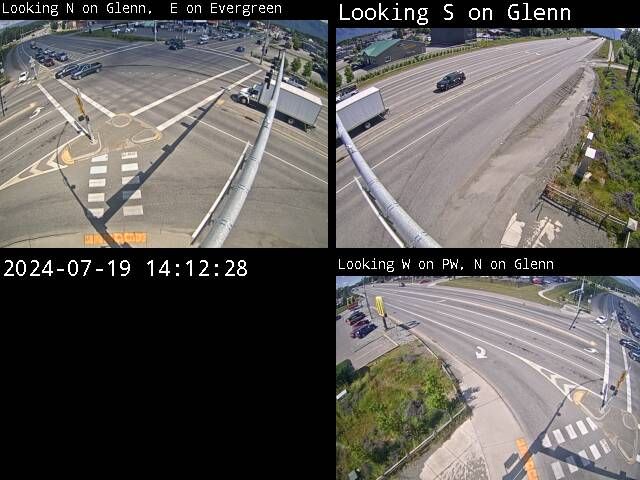 Looking N on Glenn,  E on Evergreen
Looking S on Glenn
2024-07-19 14:12:28
Looking W on PW, N on Glenn